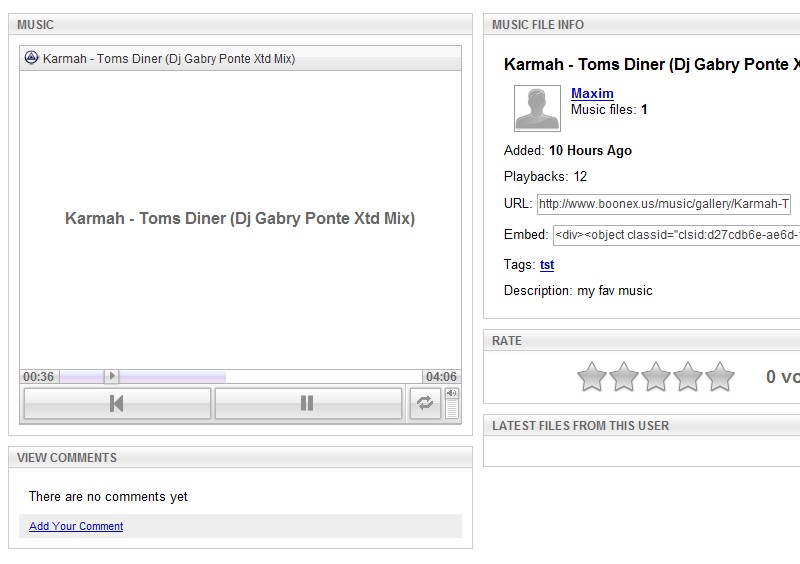 MUSIC
Karmah - Toms Diner (Dj Gabry Ponte Xtd Mix)
Karmah - Toms Diner (Dj Gabry Ponte Xtd Mix)
00:36
04:06
VIEW COMMENTS
There are no comments yet
Add Your Comment
MUSIC FILE INFO
Karmah - Toms Diner (Dj Gabry Ponte X
Maxim
Music files: 1
Added: 10 Hours Ago
Playbacks: 12
URL: http://www.boonex.us/music/gallery/Karmah-T
Embed: <div><object classid="clsid:d27cdb6e-ae6d-
Tags: tst
Description: my fav music
RATE
0 vo
LATEST FILES FROM THIS USER